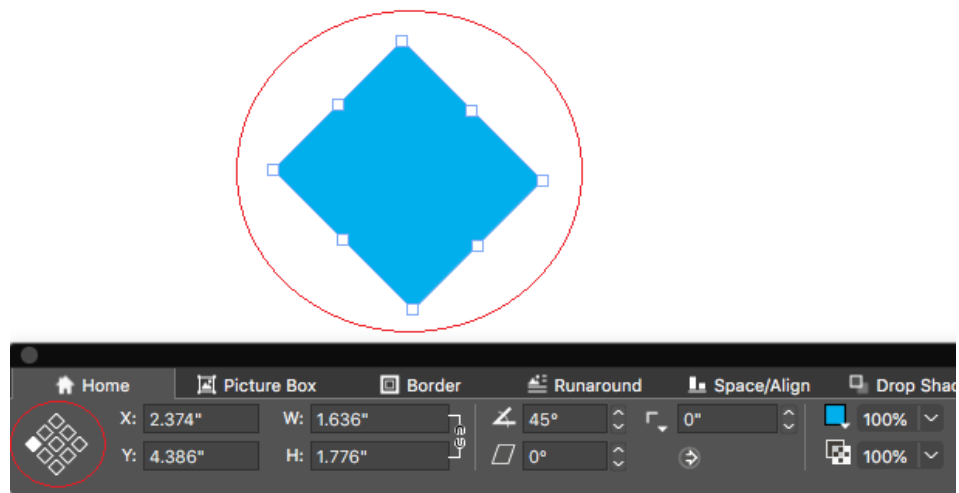 Home Picture Box Border Runaround Space/Align Drop Shad
X: 2.374" W: 1.636" 45° 0" 100%
Y: 4.386" H: 1.776" 0° 100%